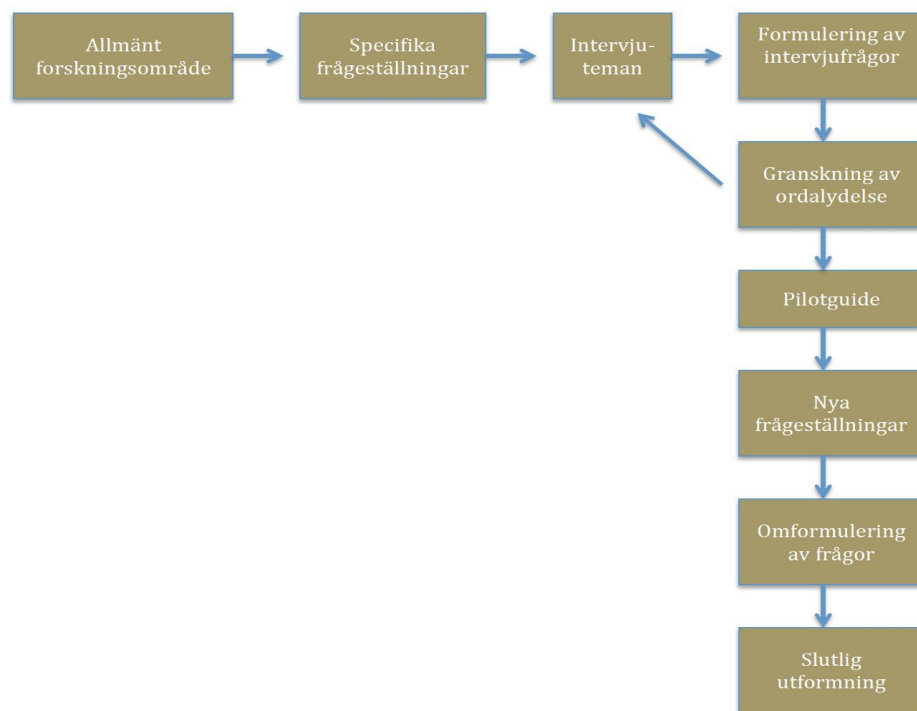 Allmänt
forskningsområde
Specifika
frågeställningar
Intervju-
teman
Formulering av
intervjufrågor
Granskning av
ordalydelse
Pilotguide
Nya
frågeställningar
Omformulering
av frågor
Slutlig
utformning